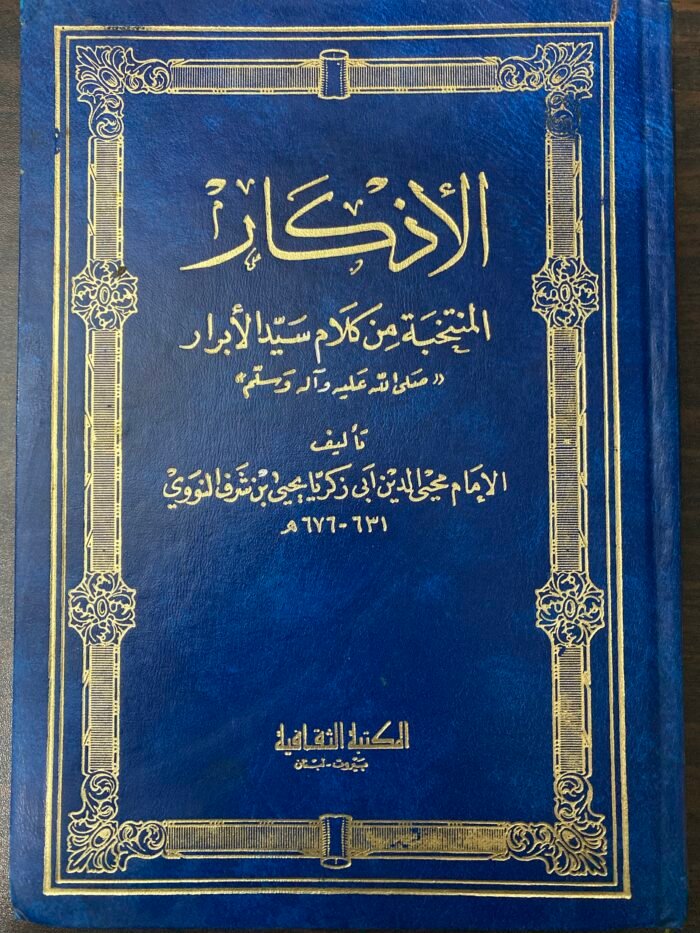 الأذكار
المنتخبة من كلام سيد الأبرار
«صلى الله عليه وآله وسلم»
تأليف
الإمام محيي الدين أبي زكريا يحيى بن شرف النووي
٦٣١-٦٧٦هـ
المكتبة الثقافية
بيروت - لبنان